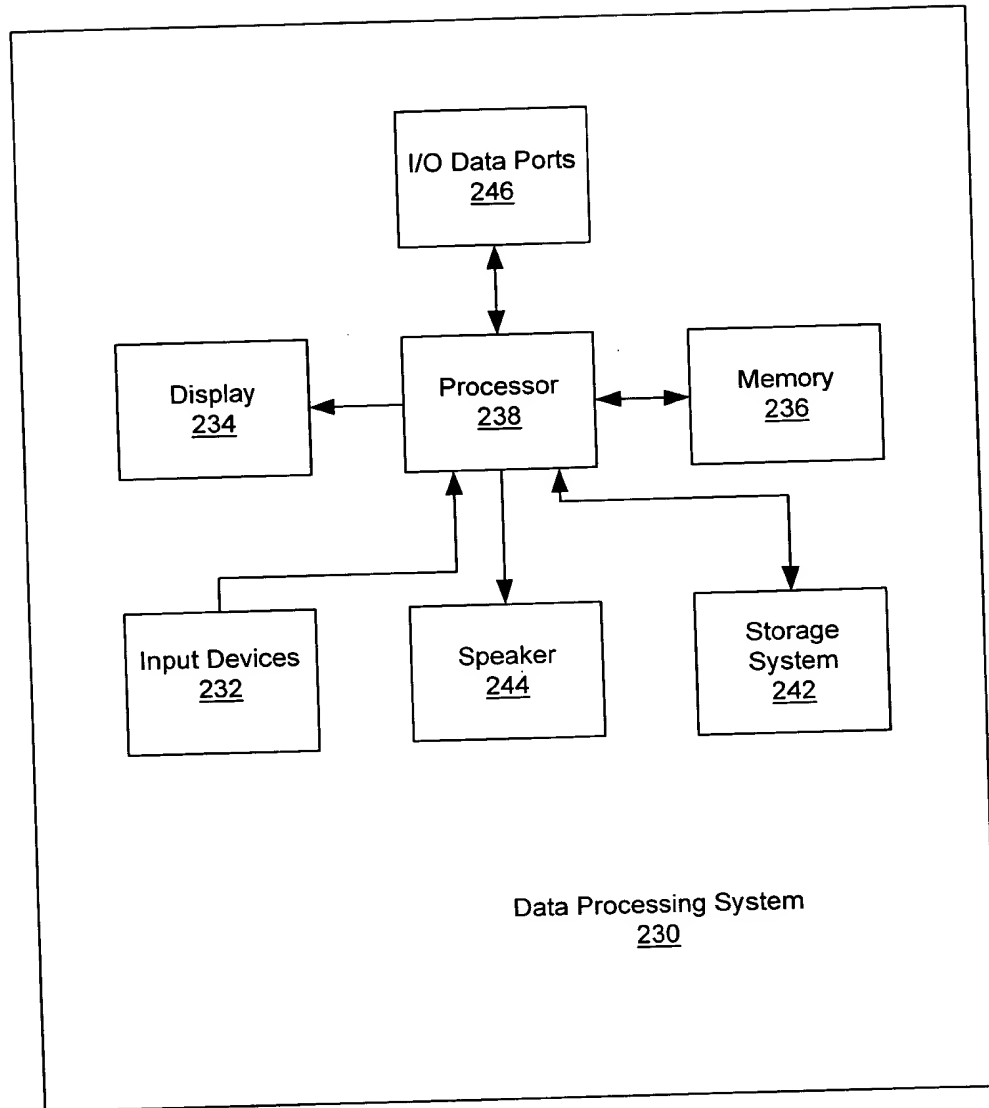 I/O Data Ports
246
Display
234
Processor
238
Memory
236
Input Devices
232
Speaker
244
Storage
System
242
Data Processing System
230